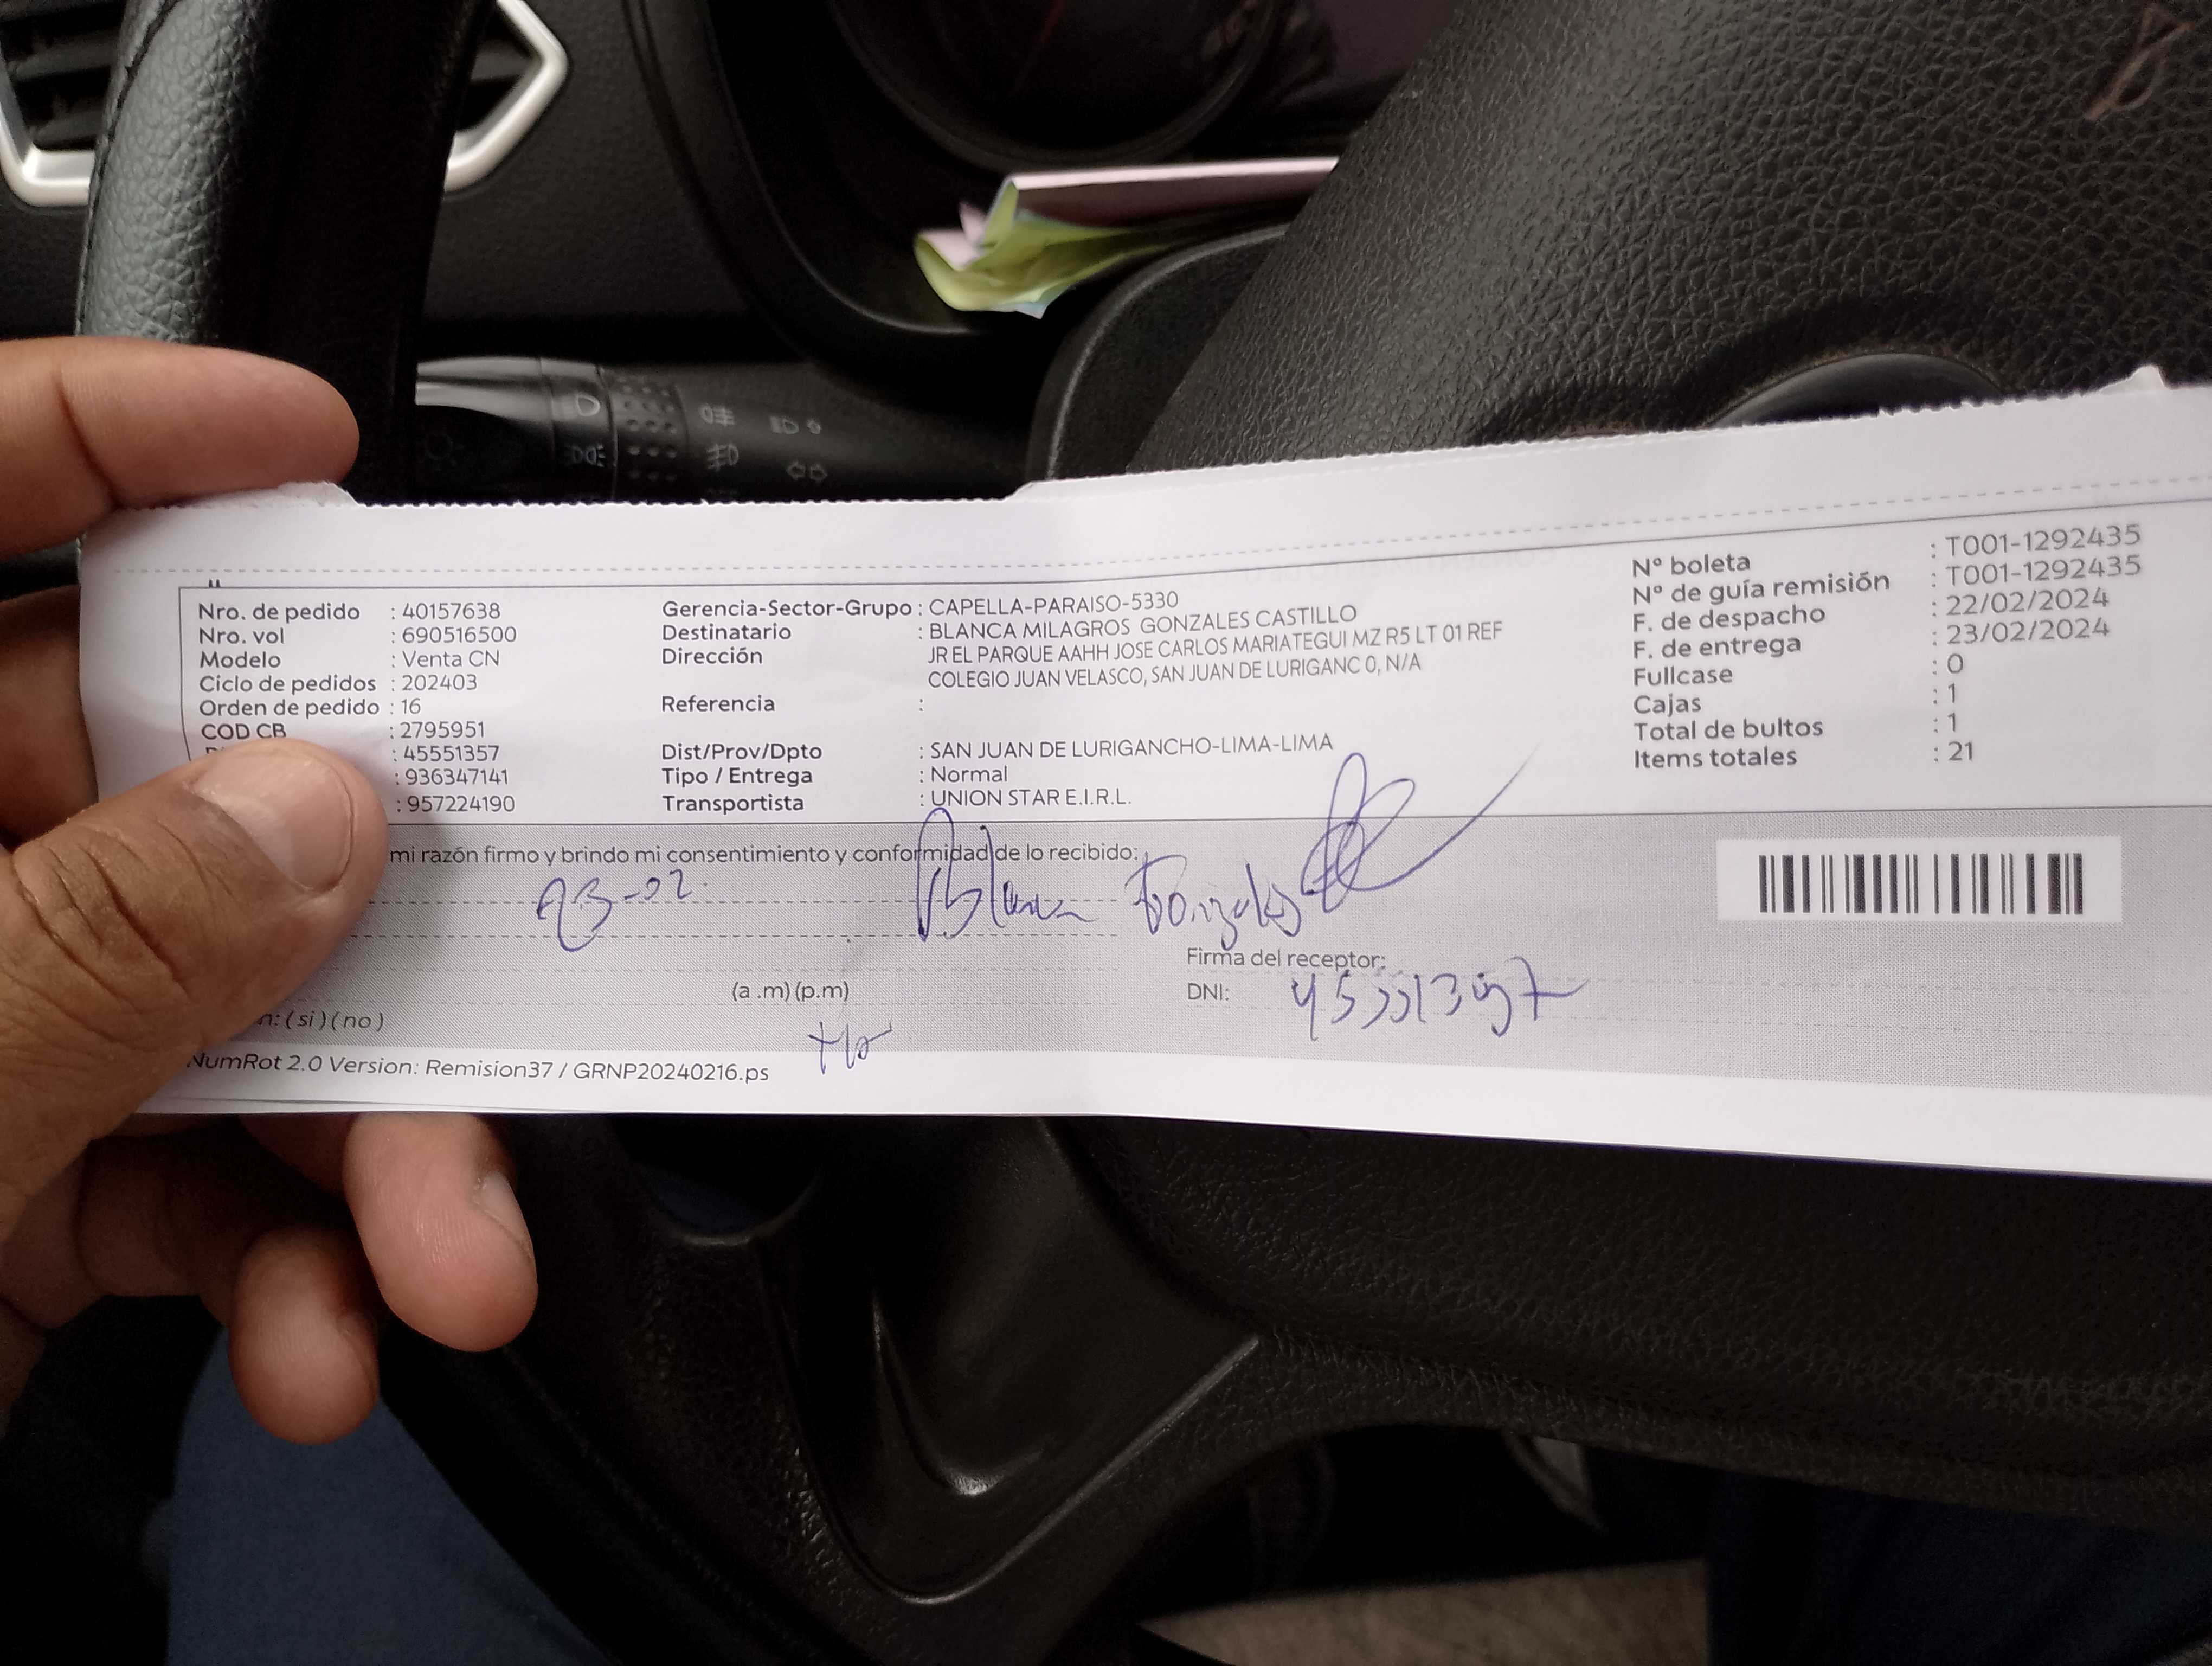 Nro. de pedido : 40157638
Nro. vol : 690516500
Modelo : Venta CN
Ciclo de pedidos : 202403
Orden de pedido : 16
COD CB : 2795951
: 45551357
: 936347141
: 957224190
Gerencia-Sector-Grupo : CAPELLA-PARAISO-5330
Destinatario : BLANCA MILAGROS GONZALES CASTILLO
Dirección JR EL PARQUE AAHH JOSE CARLOS MARIATEGUI MZ R5 LT 01 REF
COLEGIO JUAN VELASCO, SAN JUAN DE LURIGANC 0, N/A
Referencia :
Dist/Prov/Dpto : SAN JUAN DE LURIGANCHO-LIMA-LIMA
Tipo / Entrega : Normal
Transportista : UNION STAR E.I.R.L.
N° boleta : T001-1292435
N° de guía remisión : T001-1292435
F. de despacho : 22/02/2024
F. de entrega : 23/02/2024
Fullcase : 0
Cajas : 1
Total de bultos : 1
Items totales : 21
mi razón firmo y brindo mi consentimiento y conformidad de lo recibido:
23-02 Blanca Gonzales
Firma del receptor:
(a .m) (p.m)
DNI: 45551357
: ( si ) ( no )
NumRot 2.0 Version: Remision37 / GRNP20240216.ps